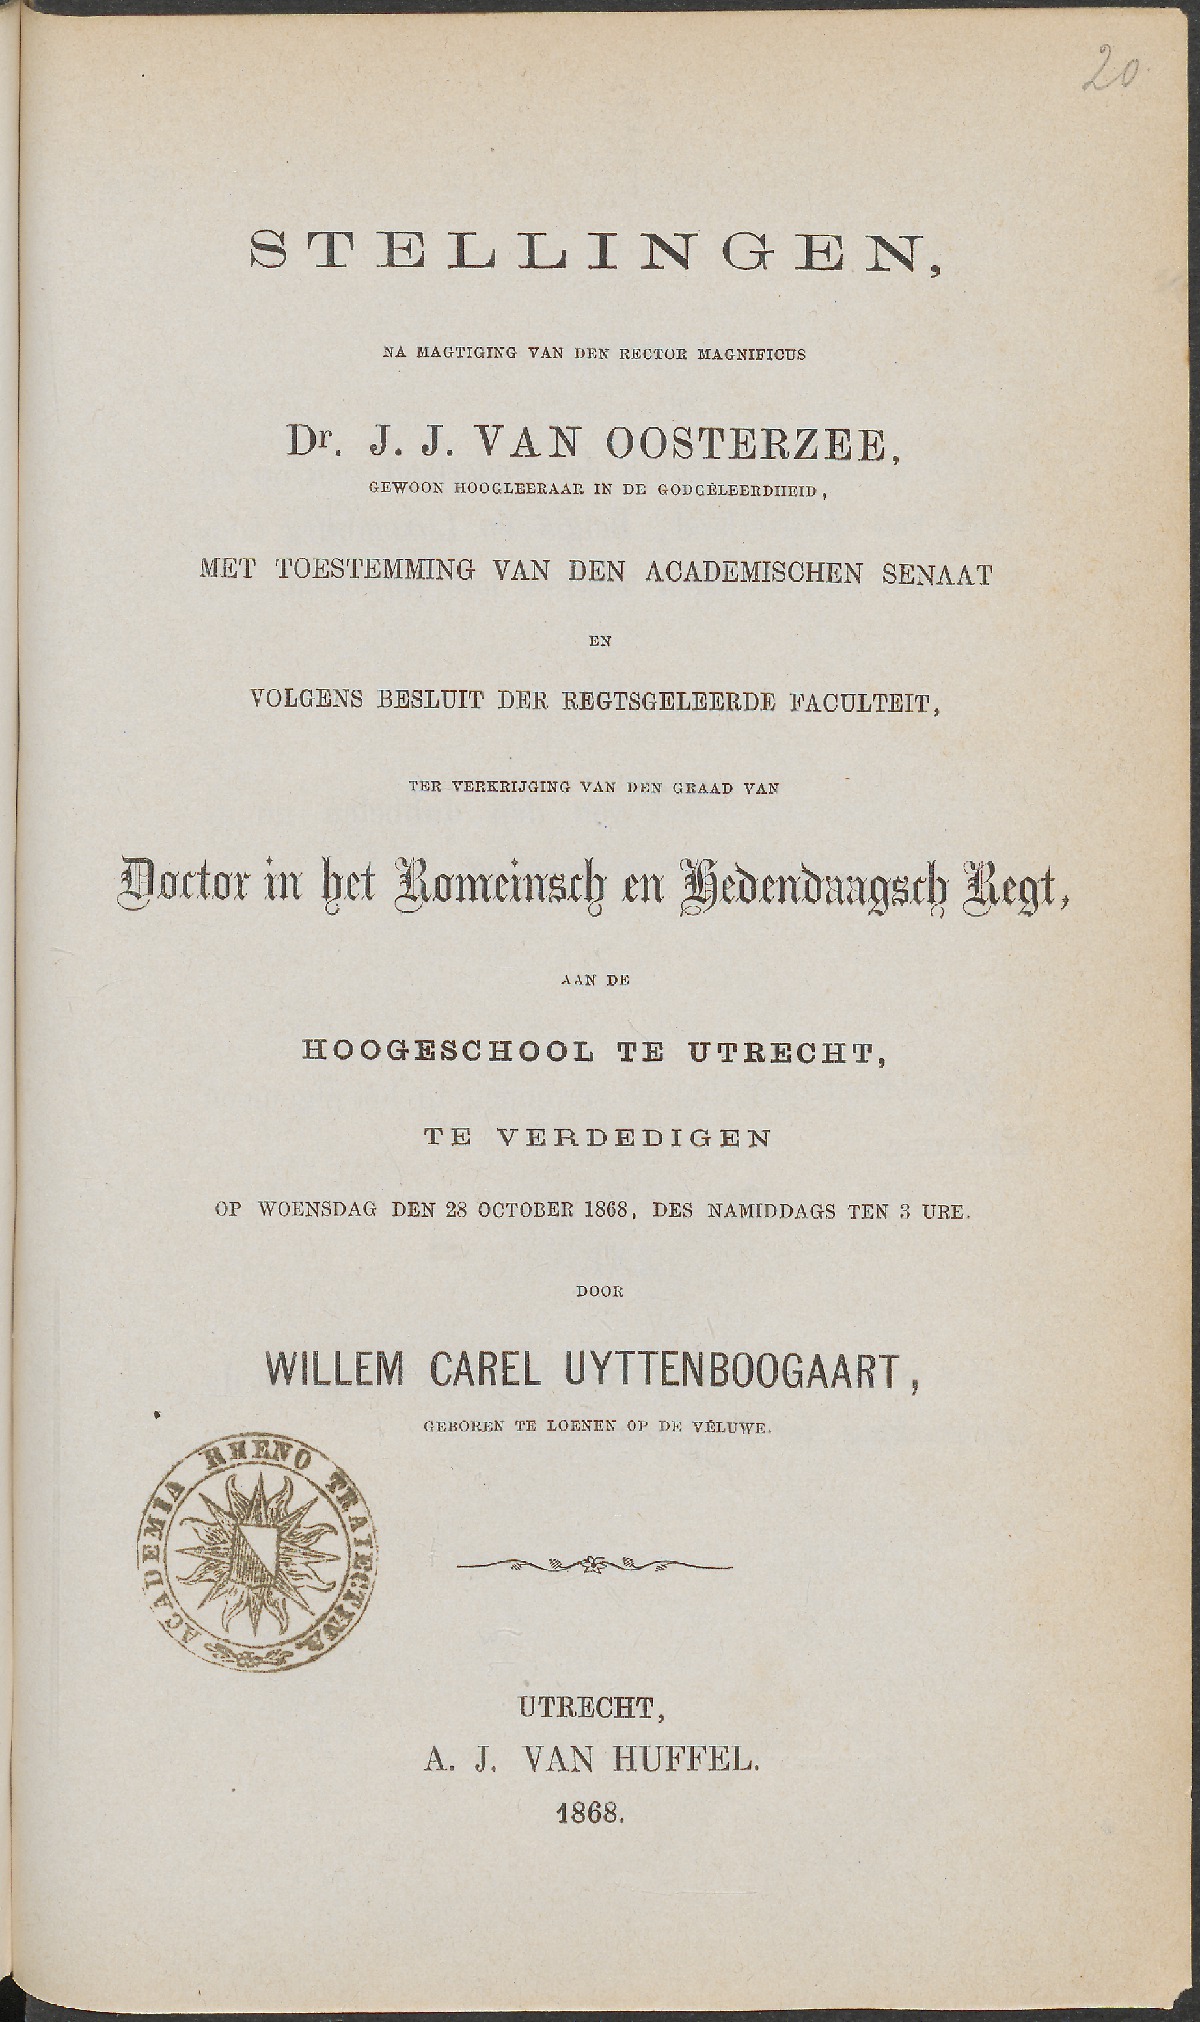 20
STELLINGEN,
NA MAGTIGING VAN DEN RECTOR MAGNIFICUS
Dr. J. J. VAN OOSTERZEE,
GEWOON HOOGLEERAAR IN DE GODGELEERDHEID,
MET TOESTEMMING VAN DEN ACADEMISCHEN SENAAT
EN
VOLGENS BESLUIT DER REGTSGELEERDE FACULTEIT,
TER VERKRIJGING VAN DEN GRAAD VAN
Doctor in het Romeinsch en Hedendaagsch Regt,
AAN DE
HOOGESCHOOL TE UTRECHT,
TE VERDEDIGEN
OP WOENSDAG DEN 28 OCTOBER 1868, DES NAMIDDAGS TEN 3 URE.
DOOR
WILLEM CAREL UYTTENBOOGAART,
GEBOREN TE LOENEN OP DE VELUWE.
ACADEMIA RHENO TRAIECTINA
UTRECHT,
A. J. VAN HUFFEL.
1868.